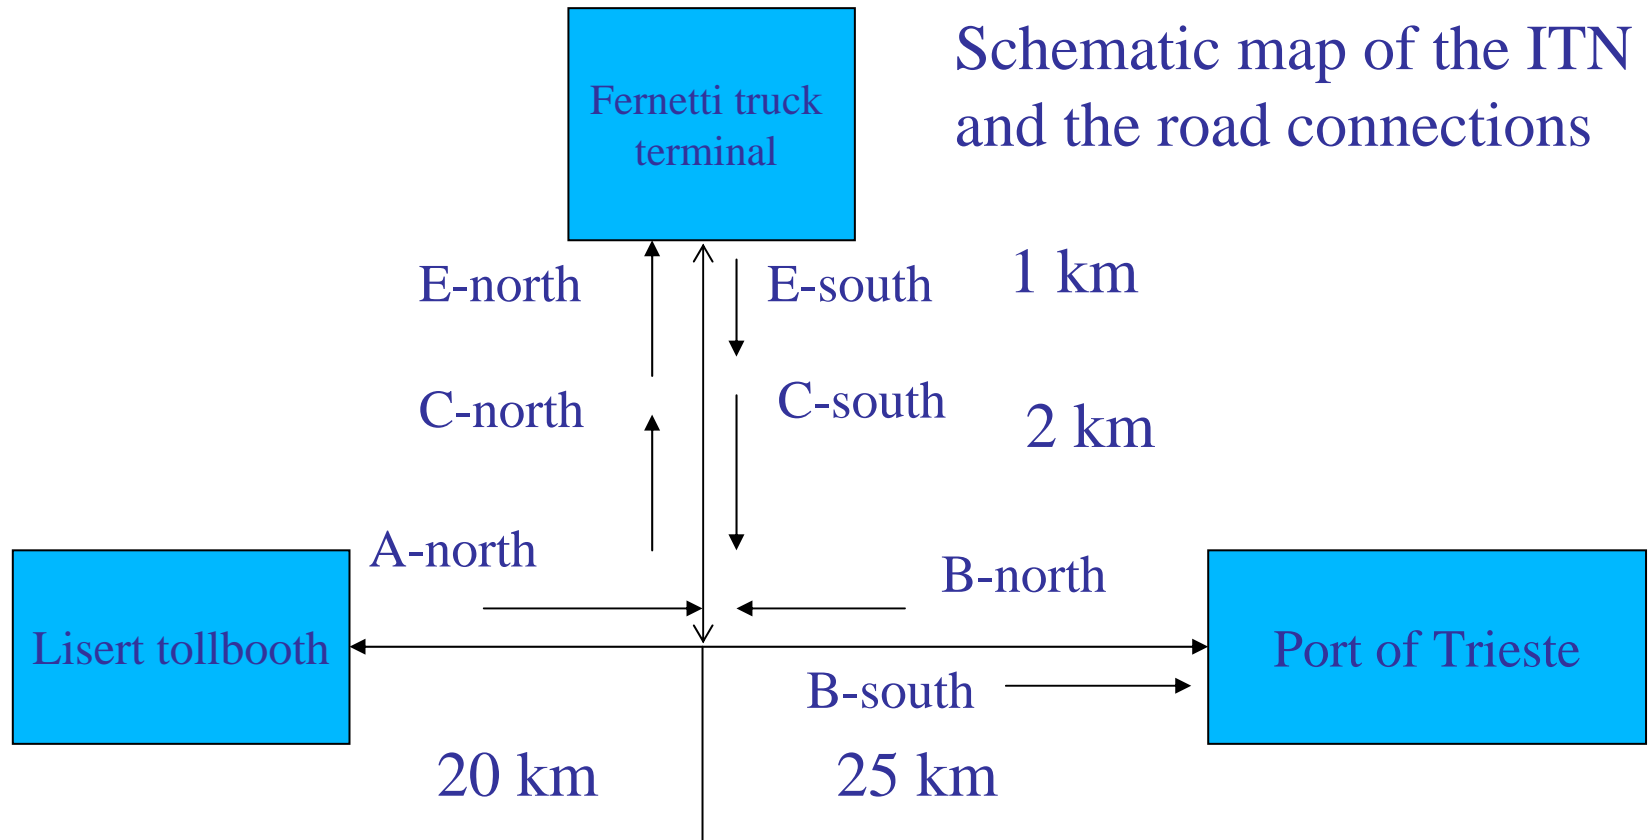 Schematic map of the ITN
and the road connections
Fernetti truck
terminal
E-north
E-south
1 km
C-north
C-south
2 km
A-north
B-north
Lisert tollbooth
Port of Trieste
B-south
20 km
25 km